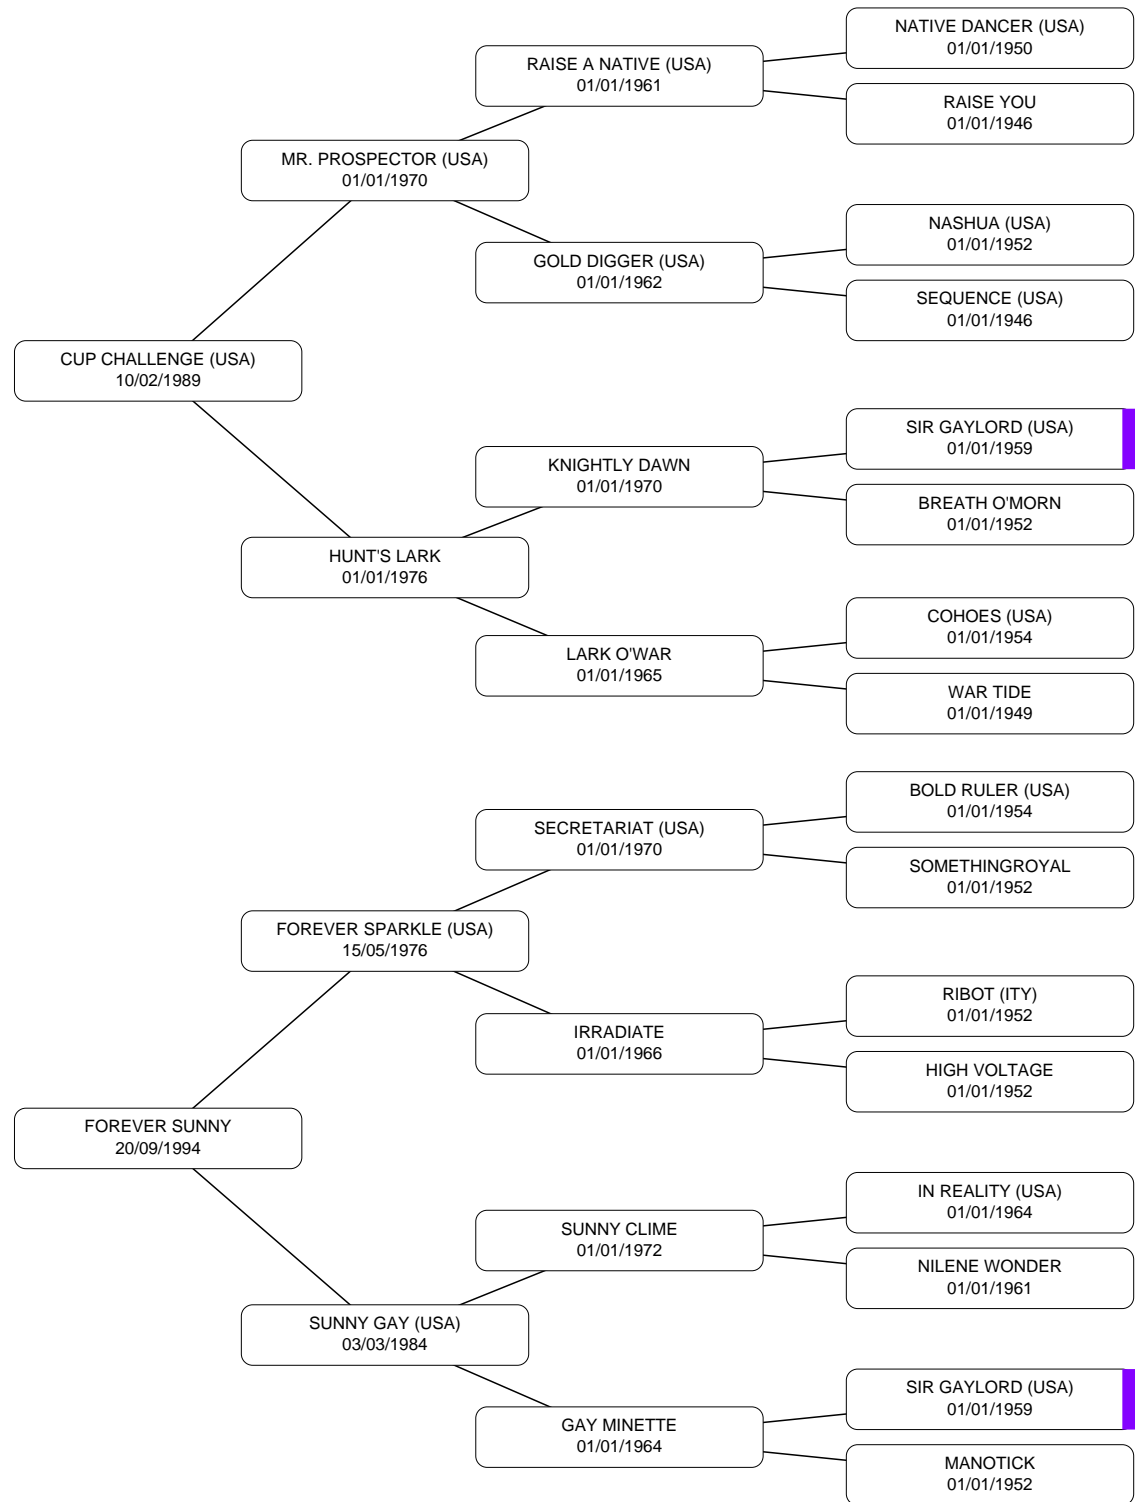 NATIVE DANCER (USA)
01/01/1950
RAISE A NATIVE (USA)
01/01/1961
RAISE YOU
01/01/1946
MR. PROSPECTOR (USA)
01/01/1970
NASHUA (USA)
01/01/1952
GOLD DIGGER (USA)
01/01/1962
SEQUENCE (USA)
01/01/1946
CUP CHALLENGE (USA)
10/02/1989
SIR GAYLORD (USA)
01/01/1959
KNIGHTLY DAWN
01/01/1970
BREATH O'MORN
01/01/1952
HUNT'S LARK
01/01/1976
COHOES (USA)
01/01/1954
LARK O'WAR
01/01/1965
WAR TIDE
01/01/1949
BOLD RULER (USA)
01/01/1954
SECRETARIAT (USA)
01/01/1970
SOMETHINGROYAL
01/01/1952
FOREVER SPARKLE (USA)
15/05/1976
RIBOT (ITY)
01/01/1952
IRRADIATE
01/01/1966
HIGH VOLTAGE
01/01/1952
FOREVER SUNNY
20/09/1994
IN REALITY (USA)
01/01/1964
SUNNY CLIME
01/01/1972
NILENE WONDER
01/01/1961
SUNNY GAY (USA)
03/03/1984
SIR GAYLORD (USA)
01/01/1959
GAY MINETTE
01/01/1964
MANOTICK
01/01/1952